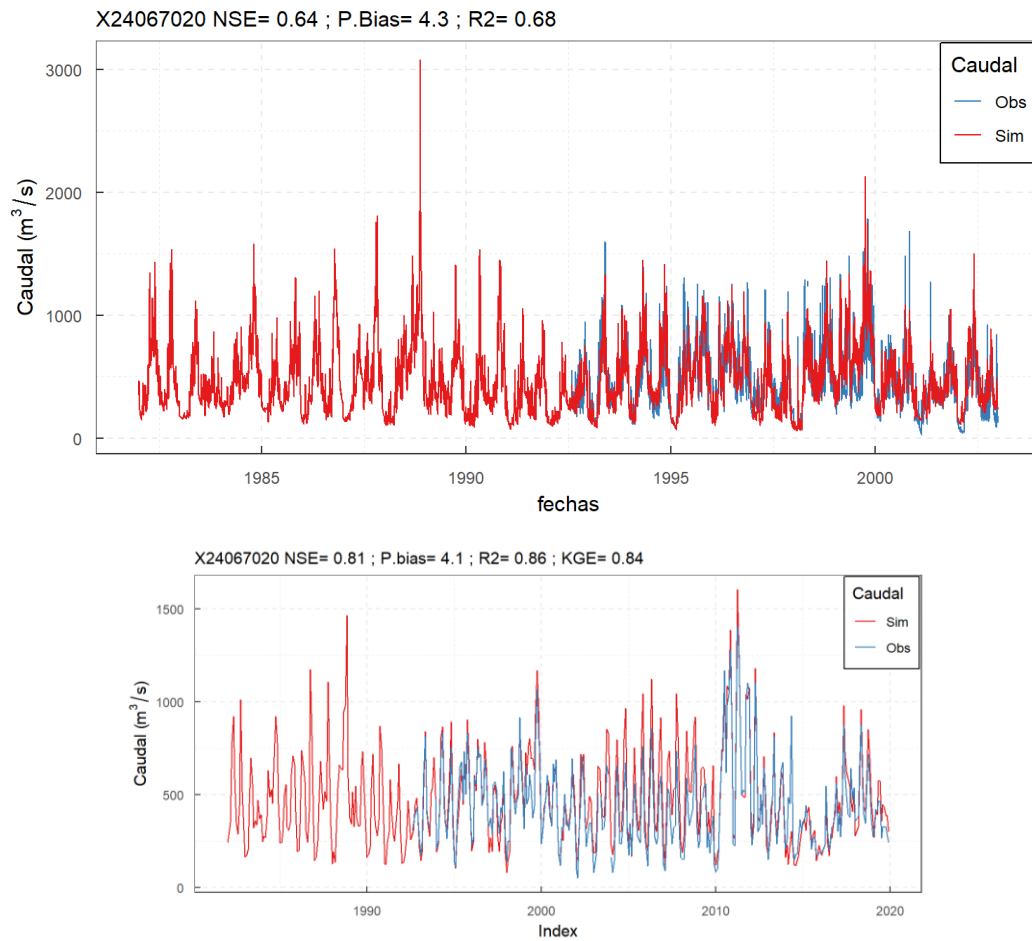 X24067020 NSE= 0.64 ; P.Bias= 4.3 ; R2= 0.68
Caudal
Obs
Sim
3000
2000
1000
0
Caudal (m³/s)
1985 1990 1995 2000
fechas
X24067020 NSE= 0.81 ; P.bias= 4.1 ; R2= 0.86 ; KGE= 0.84
Caudal
Sim
Obs
1500
1000
500
0
Caudal (m³/s)
1990 2000 2010 2020
Index